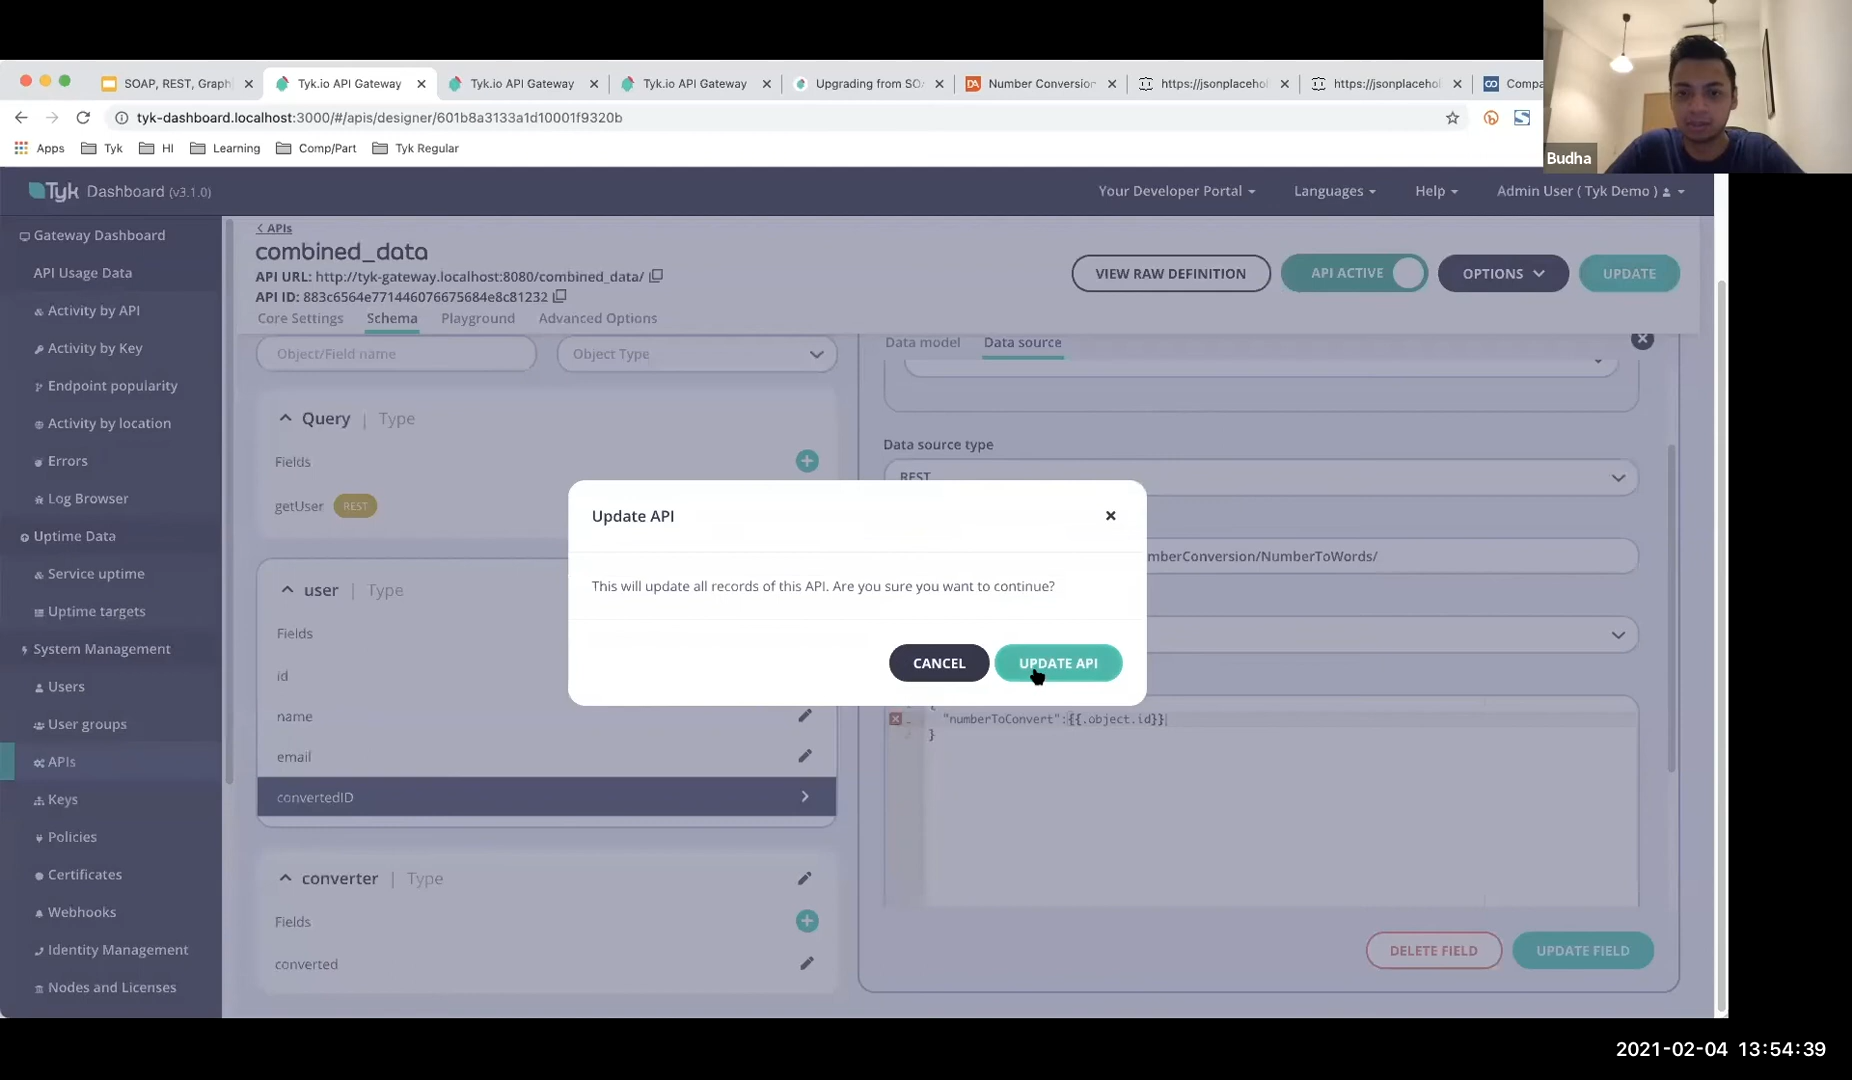 SOAP, REST, Graph
Tyk.io API Gateway
Tyk.io API Gateway
Tyk.io API Gateway
Upgrading from SO
Number Conversion
https://jsonplaceho
https://jsonplaceho
Compa
tyk-dashboard.localhost:3000/#/apis/designer/601b8a3133a1d10001f9320b
Apps
Tyk
HI
Learning
Comp/Part
Tyk Regular
Budha
Tyk Dashboard (v3.1.0)
Your Developer Portal
Languages
Help
Admin User ( Tyk Demo )
Gateway Dashboard
API Usage Data
Activity by API
Activity by Key
Endpoint popularity
Activity by location
Errors
Log Browser
Uptime Data
Service uptime
Uptime targets
System Management
Users
User groups
APIs
Keys
Policies
Certificates
Webhooks
Identity Management
Nodes and Licenses
< APIs
combined_data
API URL: http://tyk-gateway.localhost:8080/combined_data/
API ID: 883c6564e771446076675684e8c81232
VIEW RAW DEFINITION
API ACTIVE
OPTIONS
UPDATE
Core Settings
Schema
Playground
Advanced Options
Object/Field name
Object Type
Query | Type
Fields
getUser REST
user | Type
Fields
id
name
email
convertedID
converter | Type
Fields
converted
Data model
Data source
Data source type
REST
mberConversion/NumberToWords/
"numberToConvert":{{.object.id}}
}
DELETE FIELD
UPDATE FIELD
Update API
This will update all records of this API. Are you sure you want to continue?
CANCEL
UPDATE API
2021-02-04 13:54:39